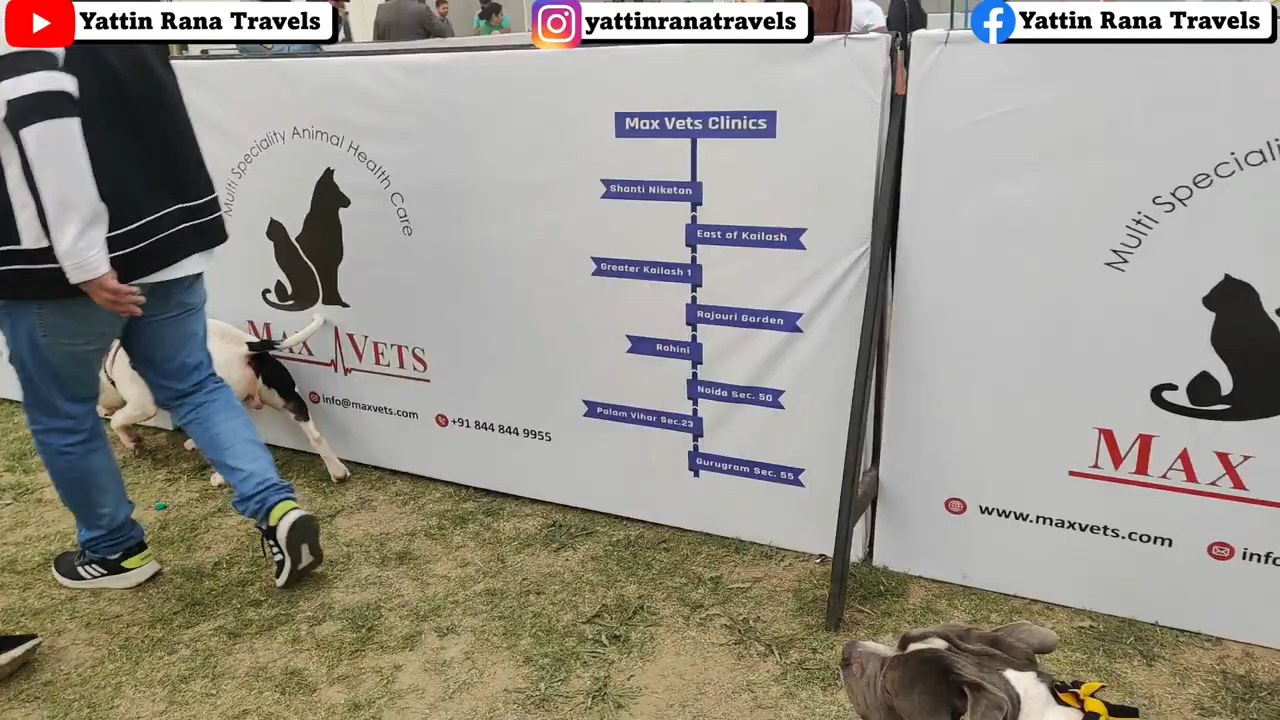 Yattin Rana Travels
yattinranatravels
Yattin Rana Travels
Multi Speciality Animal Health Care
MAX VETS
info@maxvets.com
+91 844 844 9955
Max Vets Clinics
Shanti Niketan
East of Kailash
Greater Kailash 1
Rajouri Garden
Rohini
Noida Sec. 50
Palam Vihar Sec.23
Gurugram Sec. 55
Multi Speciali
MAX
www.maxvets.com
info